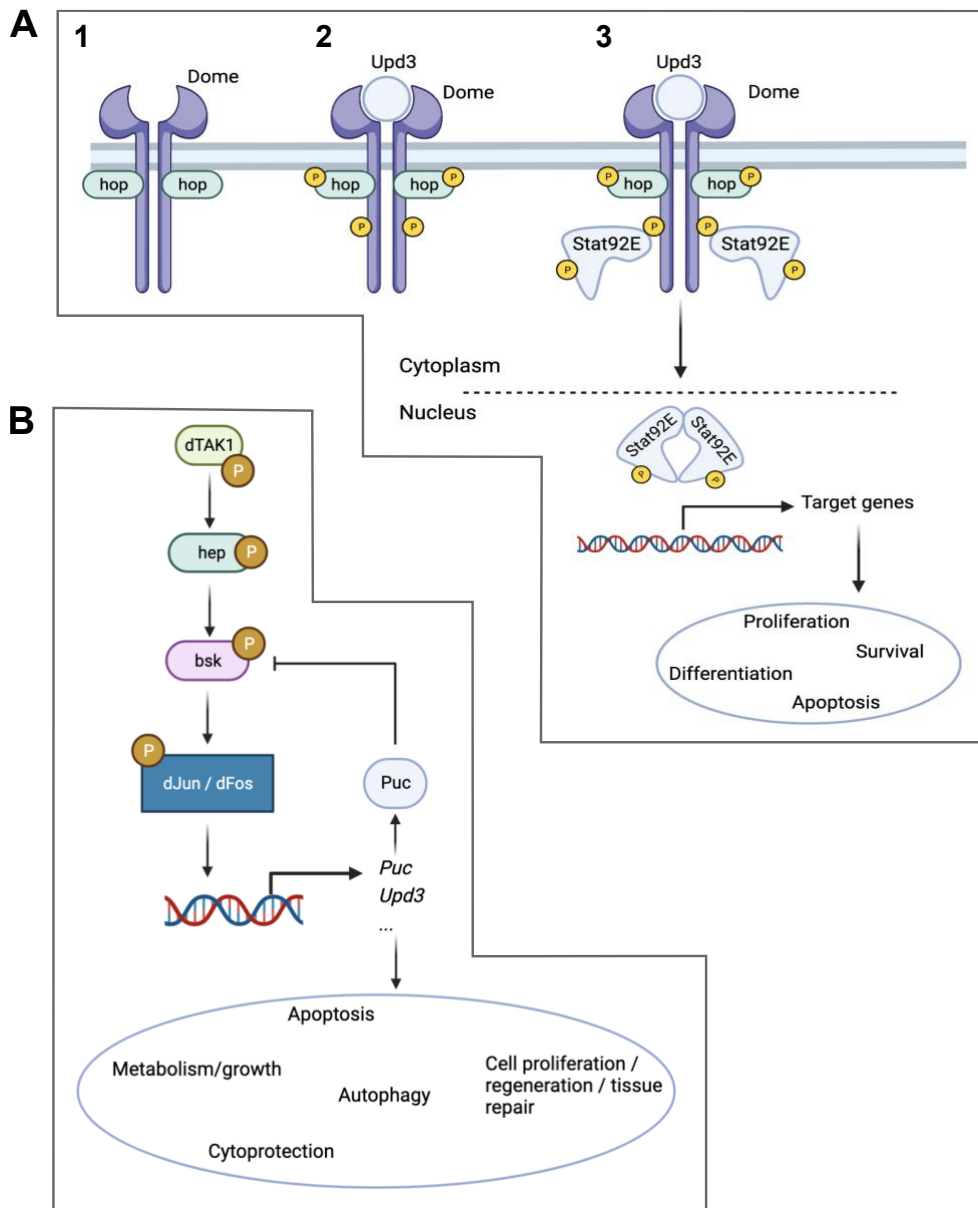 A
1
2
3
Dome
Upd3
Dome
Upd3
Dome
hop
hop
P
hop
hop
P
P
hop
hop
P
P
P
P
P
Stat92E
Stat92E
P
P
Cytoplasm
Nucleus
Stat92E
Stat92E
P
P
Target genes
Proliferation
Survival
Differentiation
Apoptosis
B
dTAK1
P
hep
P
bsk
P
P
dJun / dFos
Puc
Puc
Upd3
...
Apoptosis
Metabolism/growth
Autophagy
Cell proliferation /
regeneration / tissue
repair
Cytoprotection